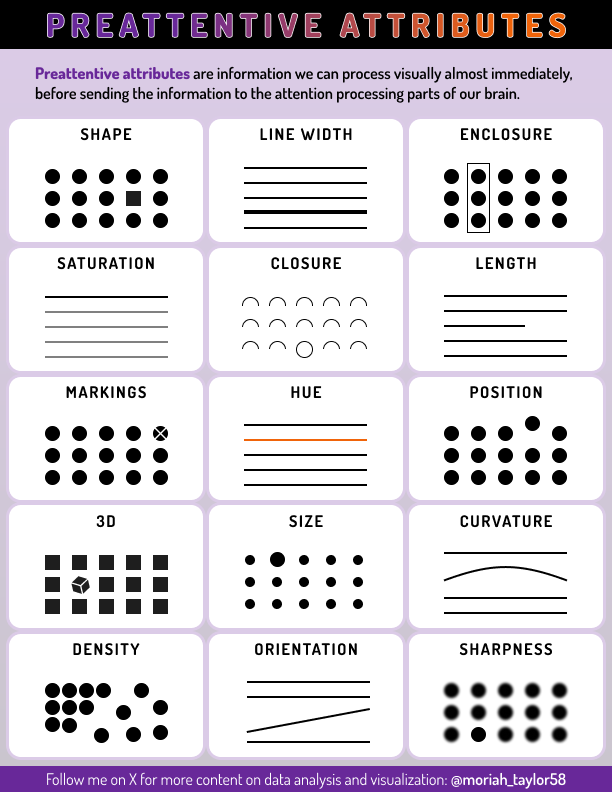 PREATTENTIVE ATTRIBUTES
Preattentive attributes are information we can process visually almost immediately,
before sending the information to the attention processing parts of our brain.
SHAPE
LINE WIDTH
ENCLOSURE
SATURATION
CLOSURE
LENGTH
MARKINGS
HUE
POSITION
3D
SIZE
CURVATURE
DENSITY
ORIENTATION
SHARPNESS
Follow me on X for more content on data analysis and visualization: @moriah_taylor58